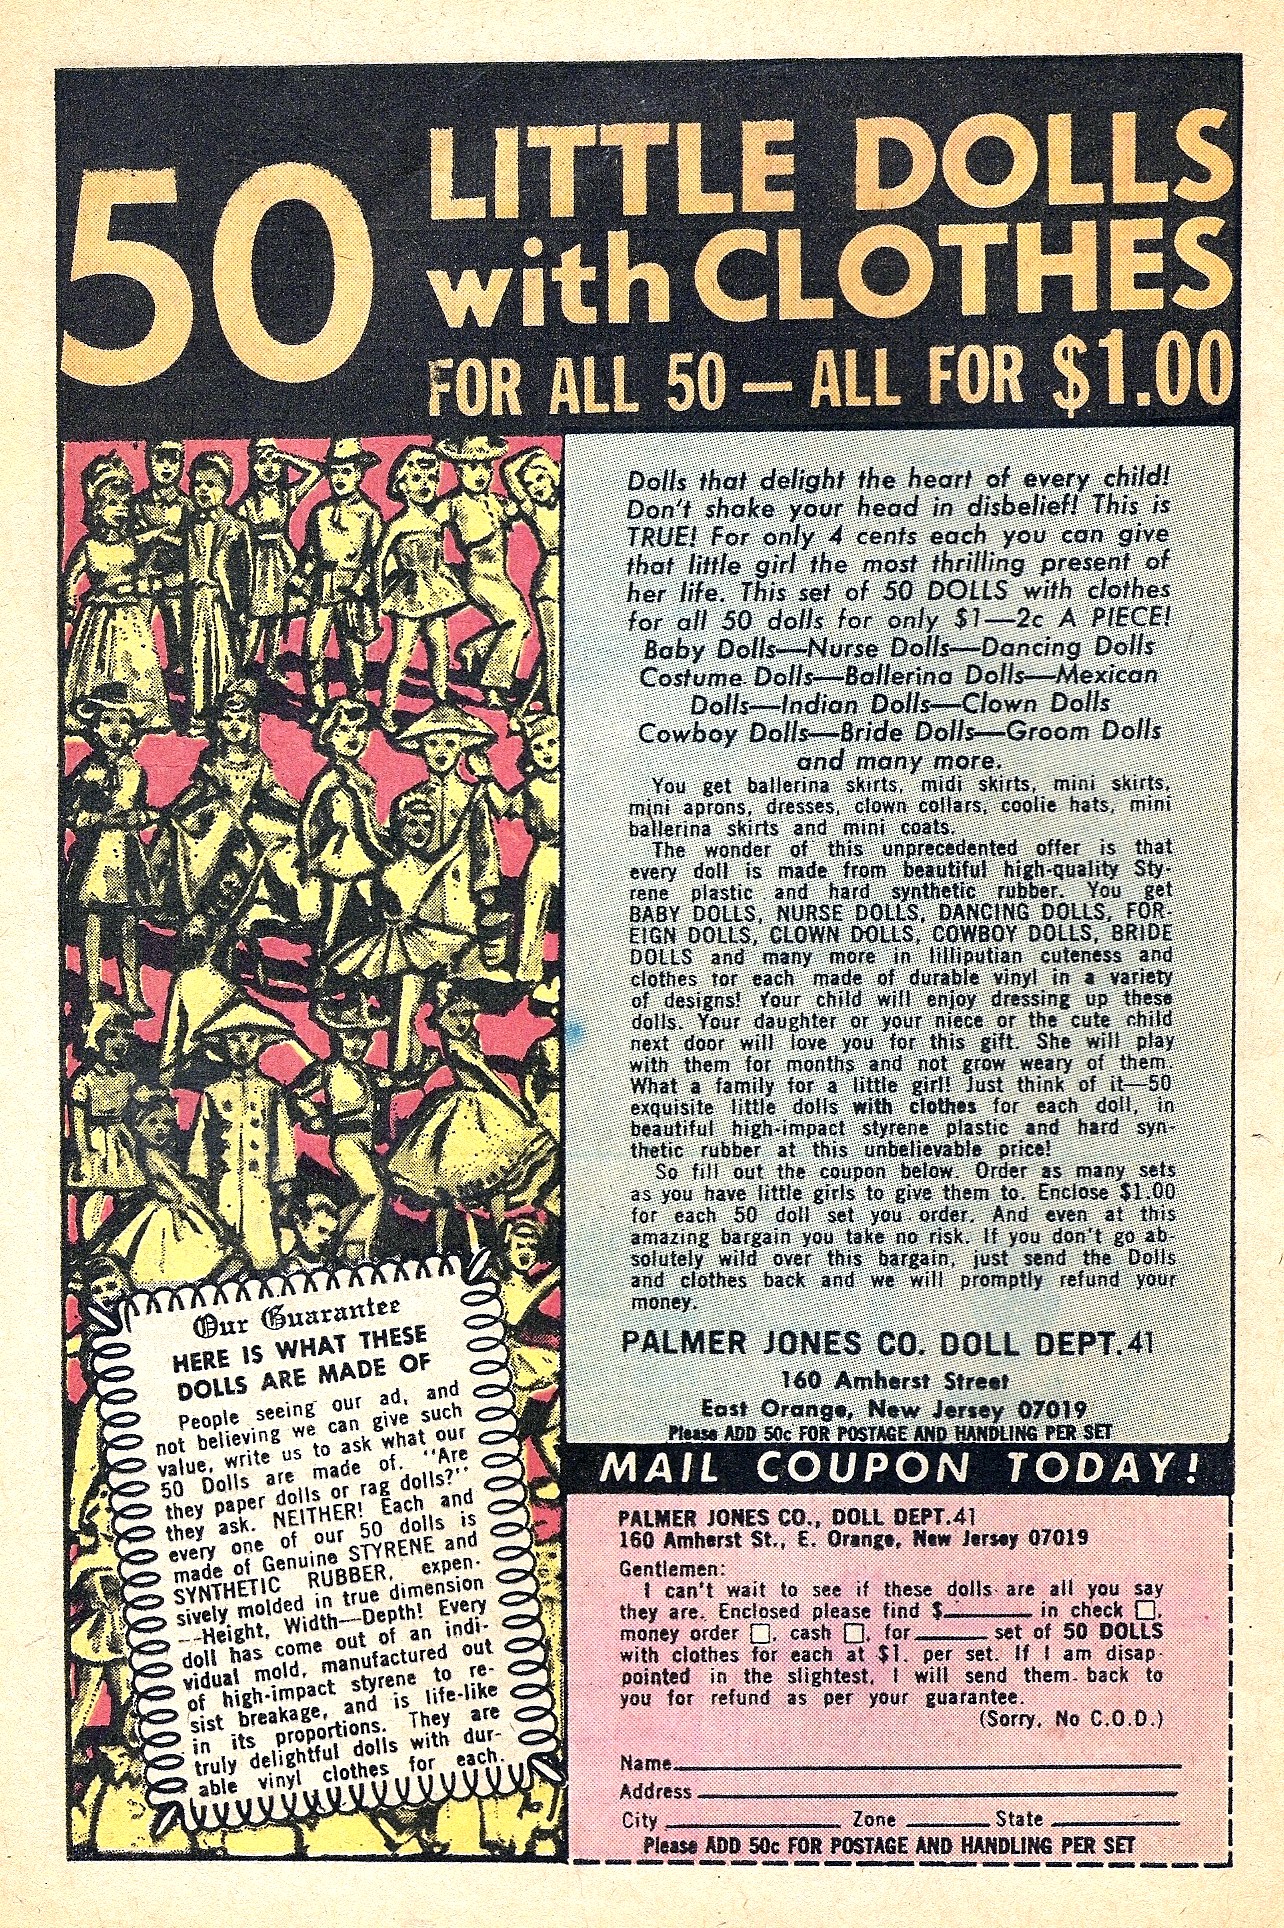 50
LITTLE DOLLS
with CLOTHES
FOR ALL 50 — ALL FOR $1.00
Dolls that delight the heart of every child!
Don't shake your head in disbelief! This is
TRUE! For only 4 cents each you can give
that little girl the most thrilling present of
her life. This set of 50 DOLLS with clothes
for all 50 dolls for only $1—2c A PIECE!
Baby Dolls—Nurse Dolls—Dancing Dolls
Costume Dolls—Ballerina Dolls—Mexican
Dolls—Indian Dolls—Clown Dolls
Cowboy Dolls—Bride Dolls—Groom Dolls
and many more.
You get ballerina skirts, midi skirts, mini skirts,
mini aprons, dresses, clown collars, coolie hats, mini
ballerina skirts and mini coats.
The wonder of this unprecedented offer is that
every doll is made from beautiful high-quality Sty-
rene plastic and hard synthetic rubber. You get
BABY DOLLS, NURSE DOLLS, DANCING DOLLS, FOR-
EIGN DOLLS, CLOWN DOLLS, COWBOY DOLLS, BRIDE
DOLLS and many more in lilliputian cuteness and
clothes for each made of durable vinyl in a variety
of designs! Your child will enjoy dressing up these
dolls. Your daughter or your niece or the cute child
next door will love you for this gift. She will play
with them for months and not grow weary of them.
What a family for a little girl! Just think of it—50
exquisite little dolls with clothes for each doll, in
beautiful high-impact styrene plastic and hard syn-
thetic rubber at this unbelievable price!
So fill out the coupon below. Order as many sets
as you have little girls to give them to. Enclose $1.00
for each 50 doll set you order. And even at this
amazing bargain you take no risk. If you don't go ab-
solutely wild over this bargain, just send the Dolls
and clothes back and we will promptly refund your
money.
PALMER JONES CO. DOLL DEPT. 41
160 Amherst Street
East Orange, New Jersey 07019
Please ADD 50c FOR POSTAGE AND HANDLING PER SET
Our Guarantee
HERE IS WHAT THESE
DOLLS ARE MADE OF
People seeing our ad, and
not believing we can give such
value, write us to ask what our
50 Dolls are made of. "Are
they paper dolls or rag dolls?"
they ask. NEITHER! Each and
every one of our 50 dolls is
made of Genuine STYRENE and
SYNTHETIC RUBBER, expen-
sively molded in true dimension
---Height, Width—Depth! Every
doll has come out of an indi-
vidual mold, manufactured out
of high-impact styrene to re-
sist breakage, and is life-like
in its proportions. They are
truly delightful dolls with dur-
able vinyl clothes for each.
MAIL COUPON TODAY!
PALMER JONES CO., DOLL DEPT. 41
160 Amherst St., E. Orange, New Jersey 07019
Gentlemen:
I can't wait to see if these dolls are all you say
they are. Enclosed please find $______ in check □,
money order □, cash □, for ______ set of 50 DOLLS
with clothes for each at $1. per set. If I am disap-
pointed in the slightest, I will send them back to
you for refund as per your guarantee.
(Sorry, No C.O.D.)
Name______
Address______
City ______ Zone ______ State ______
Please ADD 50c FOR POSTAGE AND HANDLING PER SET